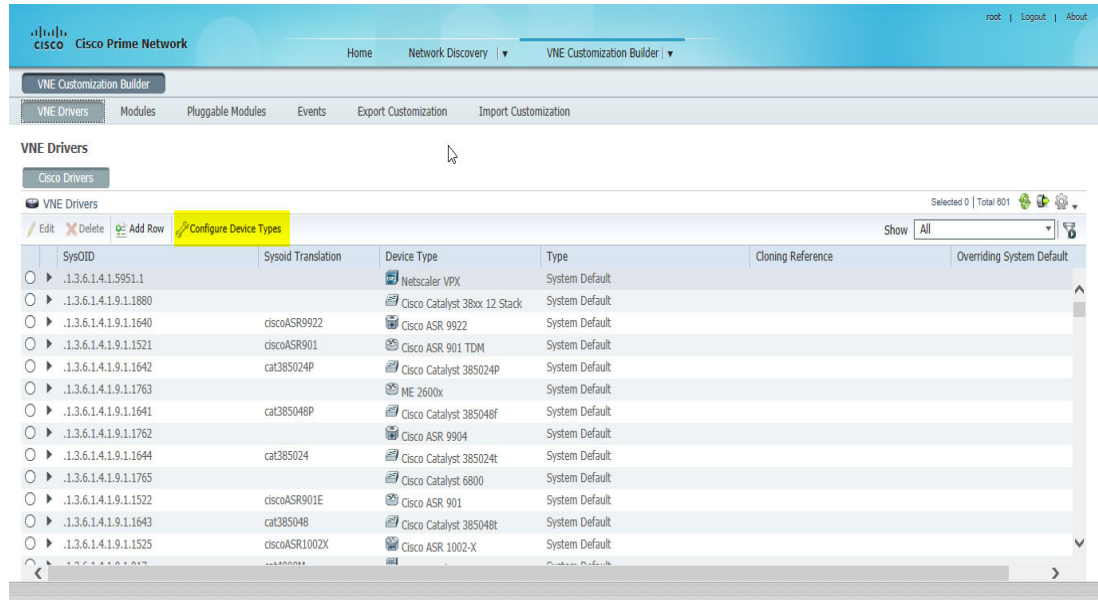 root | Logout | About
cisco Cisco Prime Network
Home Network Discovery | ▼ VNE Customization Builder | ▼
VNE Customization Builder
VNE Drivers Modules Pluggable Modules Events Export Customization Import Customization
VNE Drivers
Cisco Drivers
VNE Drivers Selected 0 | Total 601
Edit Delete Add Row Configure Device Types Show All
SysOID Sysoid Translation Device Type Type Cloning Reference Overriding System Default
.1.3.6.1.4.1.5951.1 Netscaler VPX System Default
.1.3.6.1.4.1.9.1.1880 Cisco Catalyst 38xx 12 Stack System Default
.1.3.6.1.4.1.9.1.1640 ciscoASR9922 Cisco ASR 9922 System Default
.1.3.6.1.4.1.9.1.1521 ciscoASR901 Cisco ASR 901 TDM System Default
.1.3.6.1.4.1.9.1.1642 cat385024P Cisco Catalyst 385024P System Default
.1.3.6.1.4.1.9.1.1763 ME 2600x System Default
.1.3.6.1.4.1.9.1.1641 cat385048P Cisco Catalyst 385048f System Default
.1.3.6.1.4.1.9.1.1762 Cisco ASR 9904 System Default
.1.3.6.1.4.1.9.1.1644 cat385024 Cisco Catalyst 385024t System Default
.1.3.6.1.4.1.9.1.1765 Cisco Catalyst 6800 System Default
.1.3.6.1.4.1.9.1.1522 ciscoASR901E Cisco ASR 901 System Default
.1.3.6.1.4.1.9.1.1643 cat385048 Cisco Catalyst 385048t System Default
.1.3.6.1.4.1.9.1.1525 ciscoASR1002X Cisco ASR 1002-X System Default